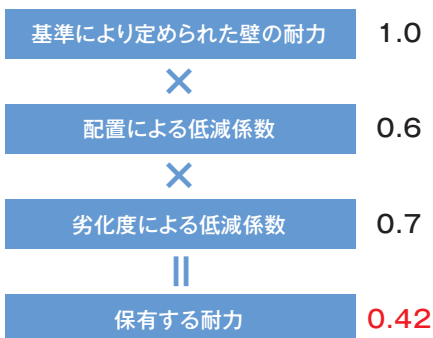 基準により定められた壁の耐力 1.0
×
配置による低減係数 0.6
×
劣化度による低減係数 0.7
=
保有する耐力 0.42